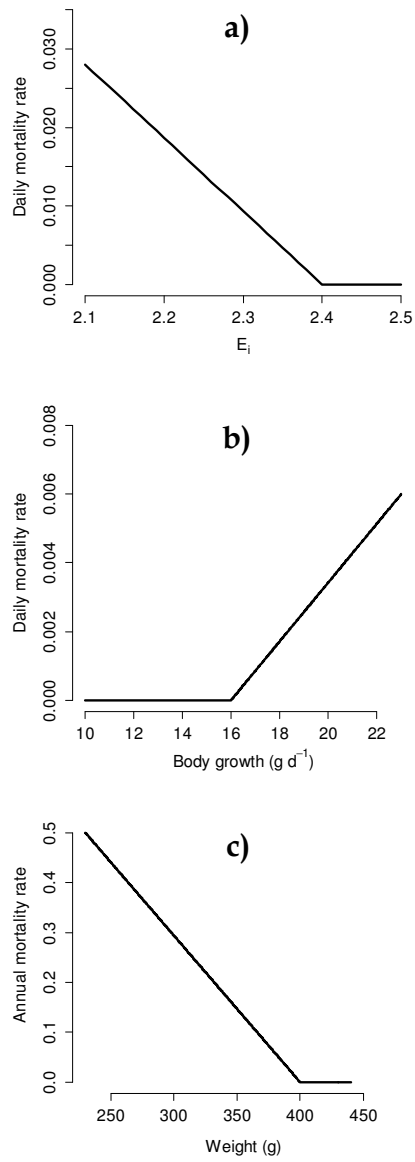 a)
Daily mortality rate
0.030
0.020
0.010
0.000
2.1 2.2 2.3 2.4 2.5
Eᵢ
b)
Daily mortality rate
0.008
0.006
0.004
0.002
0.000
10 12 14 16 18 20 22
Body growth (g d⁻¹)
c)
Annual mortality rate
0.5
0.4
0.3
0.2
0.1
0.0
250 300 350 400 450
Weight (g)